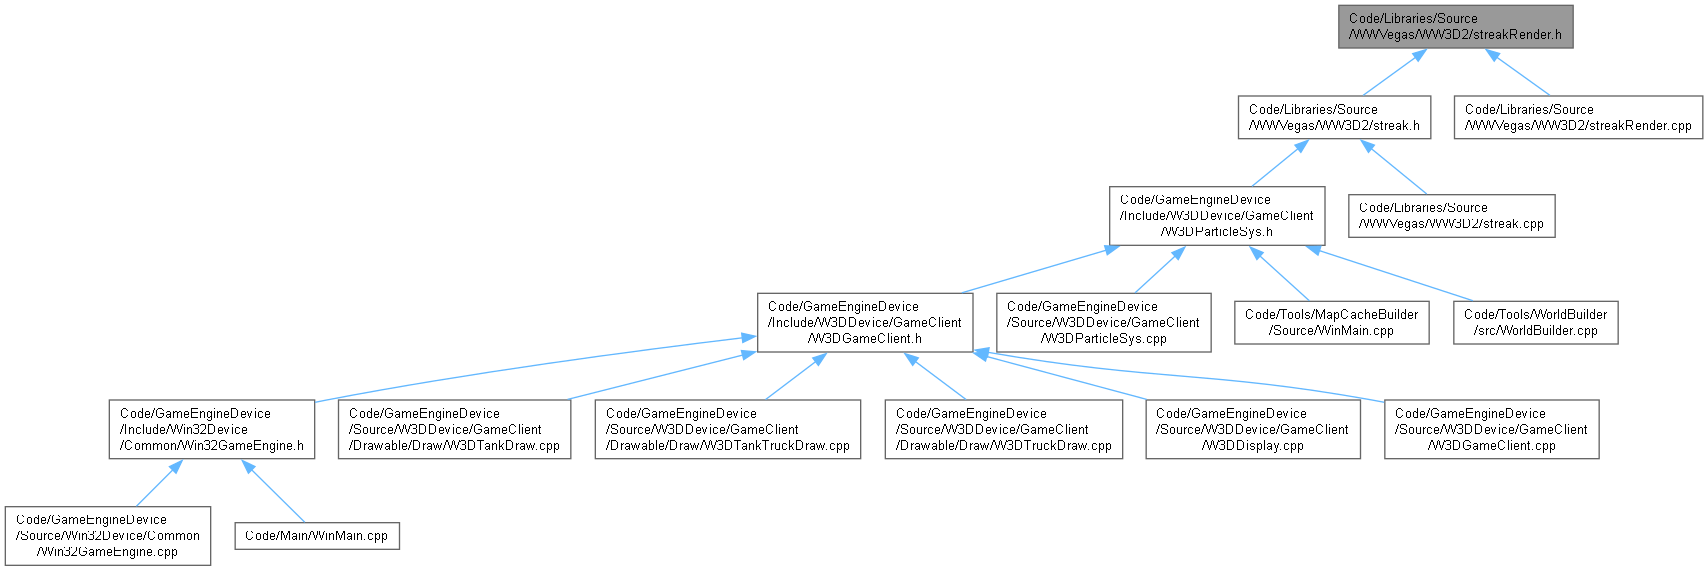 Code/Libraries/Source
/WWVegas/WW3D2/streakRender.h
Code/Libraries/Source
/WWVegas/WW3D2/streak.h
Code/Libraries/Source
/WWVegas/WW3D2/streakRender.cpp
Code/GameEngineDevice
/Include/W3DDevice/GameClient
/W3DParticleSys.h
Code/Libraries/Source
/WWVegas/WW3D2/streak.cpp
Code/GameEngineDevice
/Include/W3DDevice/GameClient
/W3DGameClient.h
Code/GameEngineDevice
/Source/W3DDevice/GameClient
/W3DParticleSys.cpp
Code/Tools/MapCacheBuilder
/Source/WinMain.cpp
Code/Tools/WorldBuilder
/src/WorldBuilder.cpp
Code/GameEngineDevice
/Include/Win32Device
/Common/Win32GameEngine.h
Code/GameEngineDevice
/Source/W3DDevice/GameClient
/Drawable/Draw/W3DTankDraw.cpp
Code/GameEngineDevice
/Source/W3DDevice/GameClient
/Drawable/Draw/W3DTankTruckDraw.cpp
Code/GameEngineDevice
/Source/W3DDevice/GameClient
/Drawable/Draw/W3DTruckDraw.cpp
Code/GameEngineDevice
/Source/W3DDevice/GameClient
/W3DDisplay.cpp
Code/GameEngineDevice
/Source/W3DDevice/GameClient
/W3DGameClient.cpp
Code/GameEngineDevice
/Source/Win32Device/Common
/Win32GameEngine.cpp
Code/Main/WinMain.cpp